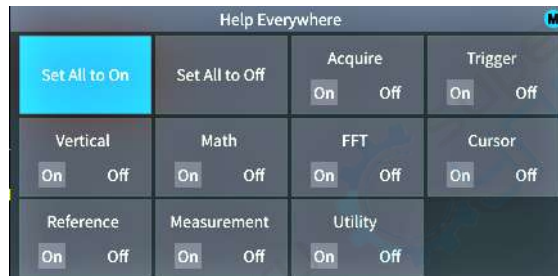 Help Everywhere
M
Set All to On
Set All to Off
Acquire
On Off
Trigger
On Off
Vertical
On Off
Math
On Off
FFT
On Off
Cursor
On Off
Reference
On Off
Measurement
On Off
Utility
On Off